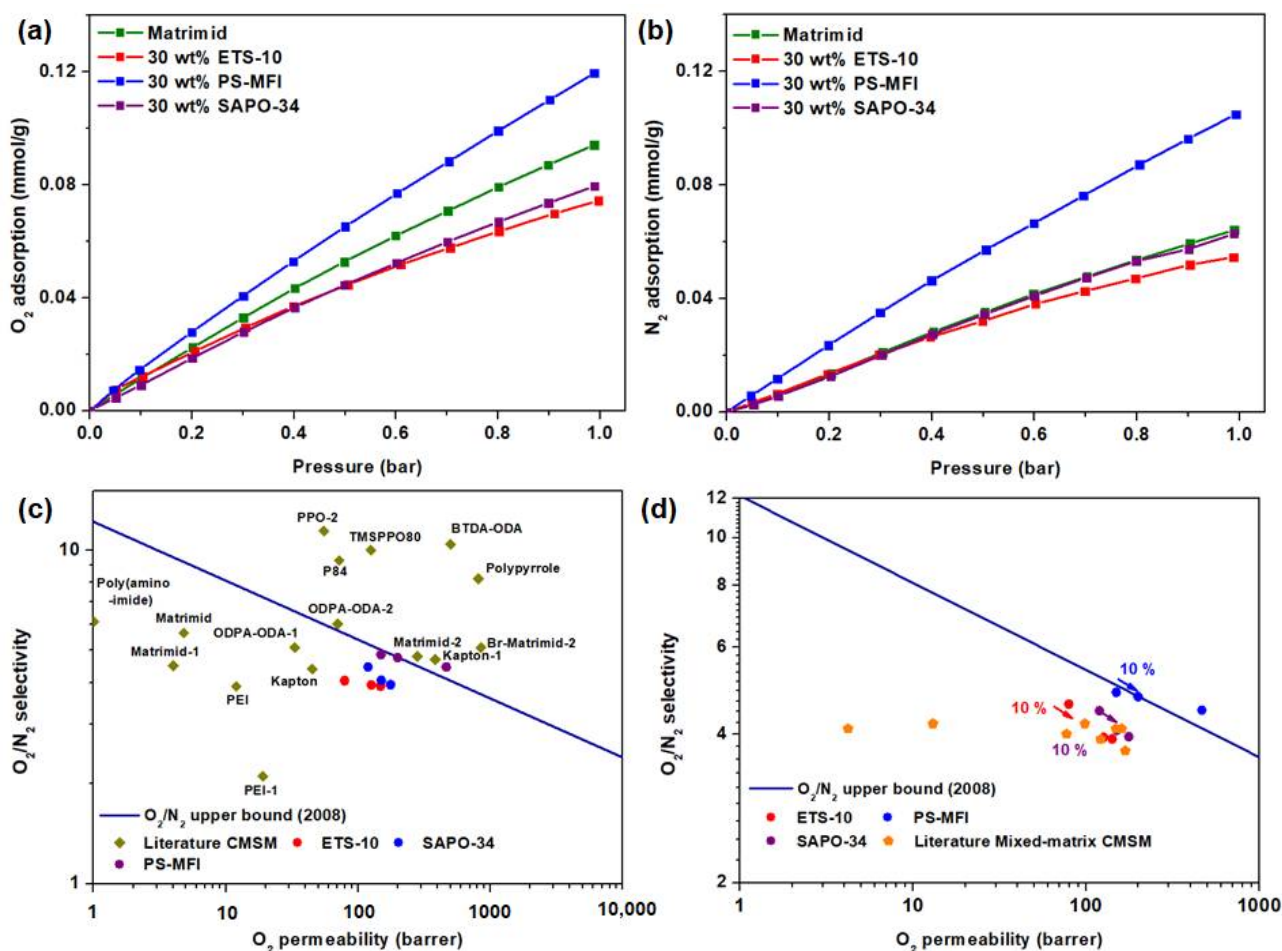 (a)
Matrimid
30 wt% ETS-10
30 wt% PS-MFI
30 wt% SAPO-34
O₂ adsorption (mmol/g)
0.12
0.08
0.04
0.00
0.0 0.2 0.4 0.6 0.8 1.0
Pressure (bar)
(b)
Matrimid
30 wt% ETS-10
30 wt% PS-MFI
30 wt% SAPO-34
N₂ adsorption (mmol/g)
0.12
0.08
0.04
0.00
0.0 0.2 0.4 0.6 0.8 1.0
Pressure (bar)
(c)
PPO-2
TMSPPO80
BTDA-ODA
P84
Polypyrrole
Poly(amino
-imide)
Matrimid
ODPA-ODA-2
ODPA-ODA-1
Matrimid-2
Br-Matrimid-2
Matrimid-1
Kapton-1
Kapton
PEI
PEI-1
O₂/N₂ upper bound (2008)
Literature CMSM
ETS-10
SAPO-34
PS-MFI
O₂/N₂ selectivity
10
1
1 10 100 1000 10,000
O₂ permeability (barrer)
(d)
10 %
10 %
10 %
O₂/N₂ upper bound (2008)
ETS-10
PS-MFI
SAPO-34
Literature Mixed-matrix CMSM
O₂/N₂ selectivity
12
10
8
6
4
2
1 10 100 1000
O₂ permeability (barrer)